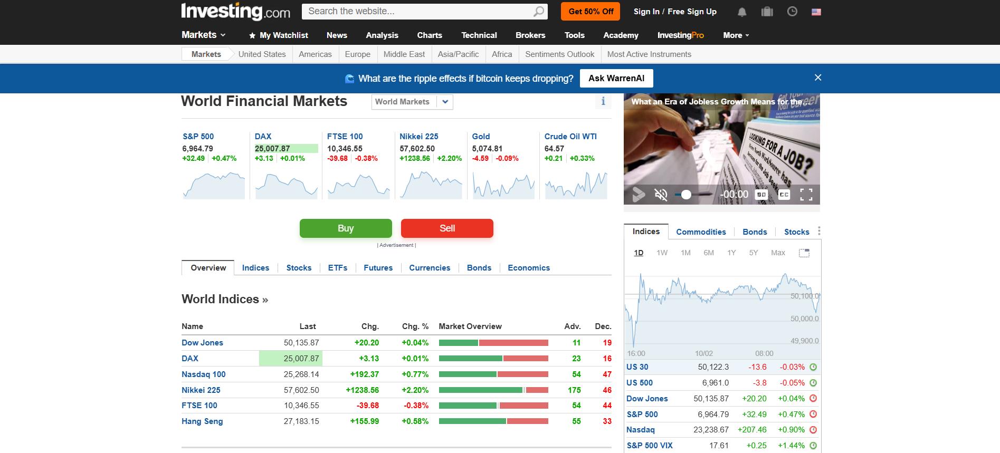 Investing.com
Search the website...
Get 50% Off
Sign In / Free Sign Up
Markets
My Watchlist
News
Analysis
Charts
Technical
Brokers
Tools
Academy
InvestingPro
More
Markets
United States
Americas
Europe
Middle East
Asia/Pacific
Africa
Sentiments Outlook
Most Active Instruments
What are the ripple effects if bitcoin keeps dropping?
Ask WarrenAI
World Financial Markets
World Markets
i
S&P 500
6,964.79
+32.49 +0.47%
DAX
25,007.87
+3.13 +0.01%
FTSE 100
10,346.55
-39.68 -0.38%
Nikkei 225
57,602.50
+1238.56 +2.20%
Gold
5,074.81
-4.59 -0.09%
Crude Oil WTI
64.57
+0.21 +0.33%
Buy
Sell
| Advertisement |
Overview
Indices
Stocks
ETFs
Futures
Currencies
Bonds
Economics
World Indices »
Name Last Chg. Chg. % Market Overview Adv. Dec.
Dow Jones 50,135.87 +20.20 +0.04% 11 19
DAX 25,007.87 +3.13 +0.01% 23 16
Nasdaq 100 25,268.14 +192.37 +0.77% 54 47
Nikkei 225 57,602.50 +1238.56 +2.20% 175 46
FTSE 100 10,346.55 -39.68 -0.38% 54 44
Hang Seng 27,183.15 +155.99 +0.58% 55 33
What an Era of Jobless Growth Means for the...
LOOKING FOR A JOB?
-00:00
SD
CC
Indices
Commodities
Bonds
Stocks
1D 1W 1M 6M 1Y 5Y Max
50,100.0
50,000.0
49,900.0
16:00 10/02 08:00
US 30 50,122.3 -13.6 -0.03%
US 500 6,961.0 -3.8 -0.05%
Dow Jones 50,135.87 +20.20 +0.04%
S&P 500 6,964.79 +32.49 +0.47%
Nasdaq 23,238.67 +207.46 +0.90%
S&P 500 VIX 17.61 +0.25 +1.44%